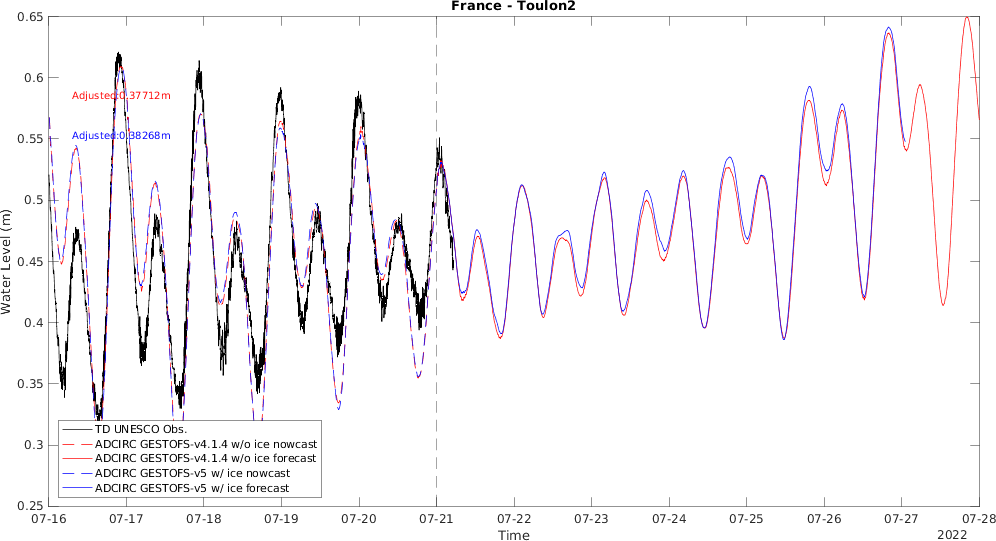 France - Toulon2
0.65
0.6
0.55
0.5
0.45
0.4
0.35
0.3
0.25
Water Level (m)
Adjusted:0.37712m
Adjusted:0.38268m
TD UNESCO Obs.
ADCIRC GESTOFS-v4.1.4 w/o ice nowcast
ADCIRC GESTOFS-v4.1.4 w/o ice forecast
ADCIRC GESTOFS-v5 w/ ice nowcast
ADCIRC GESTOFS-v5 w/ ice forecast
07-16 07-17 07-18 07-19 07-20 07-21 07-22 07-23 07-24 07-25 07-26 07-27 07-28
Time
2022